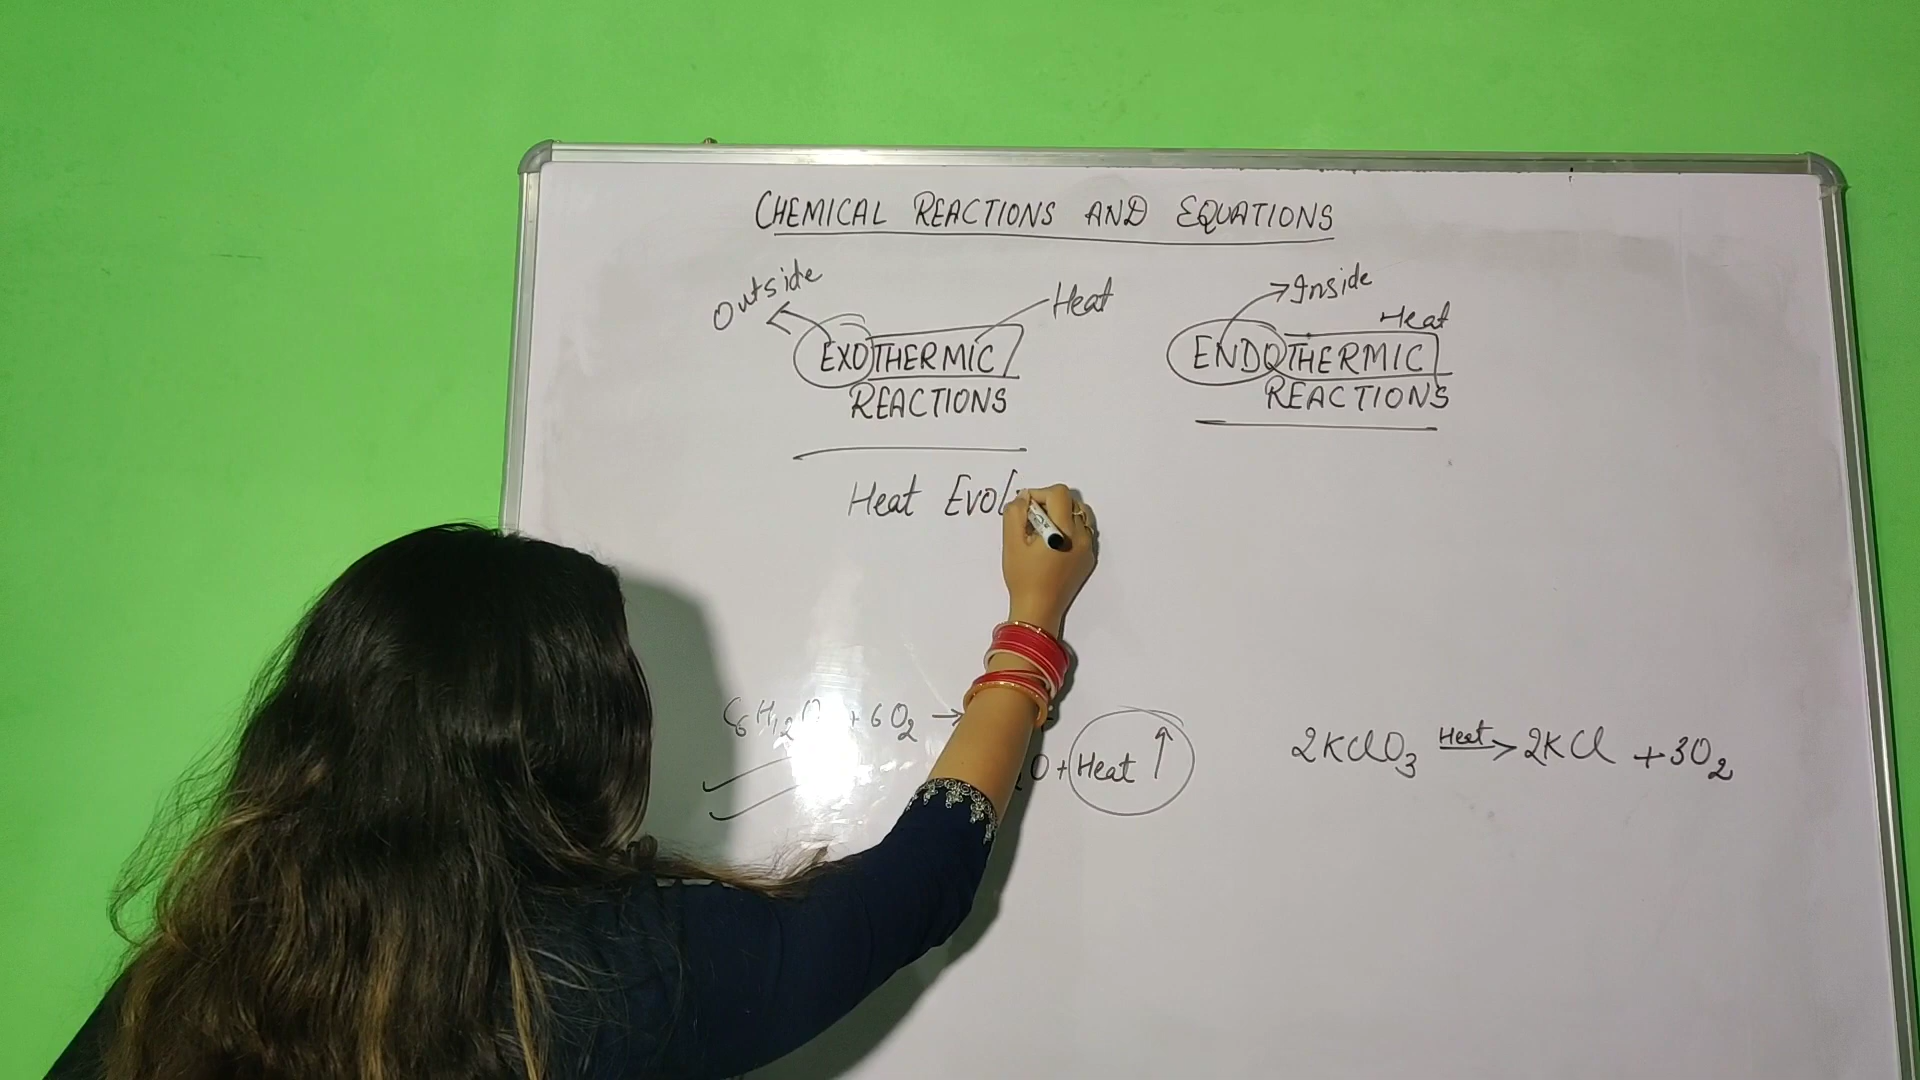 CHEMICAL REACTIONS AND EQUATIONS
Outside
Heat
EXOTHERMIC
REACTIONS
Inside
Heat
ENDOTHERMIC
REACTIONS
Heat Evol
6H12O + 6O2 →
O + Heat ↑
2KClO3 Heat → 2KCl + 3O2